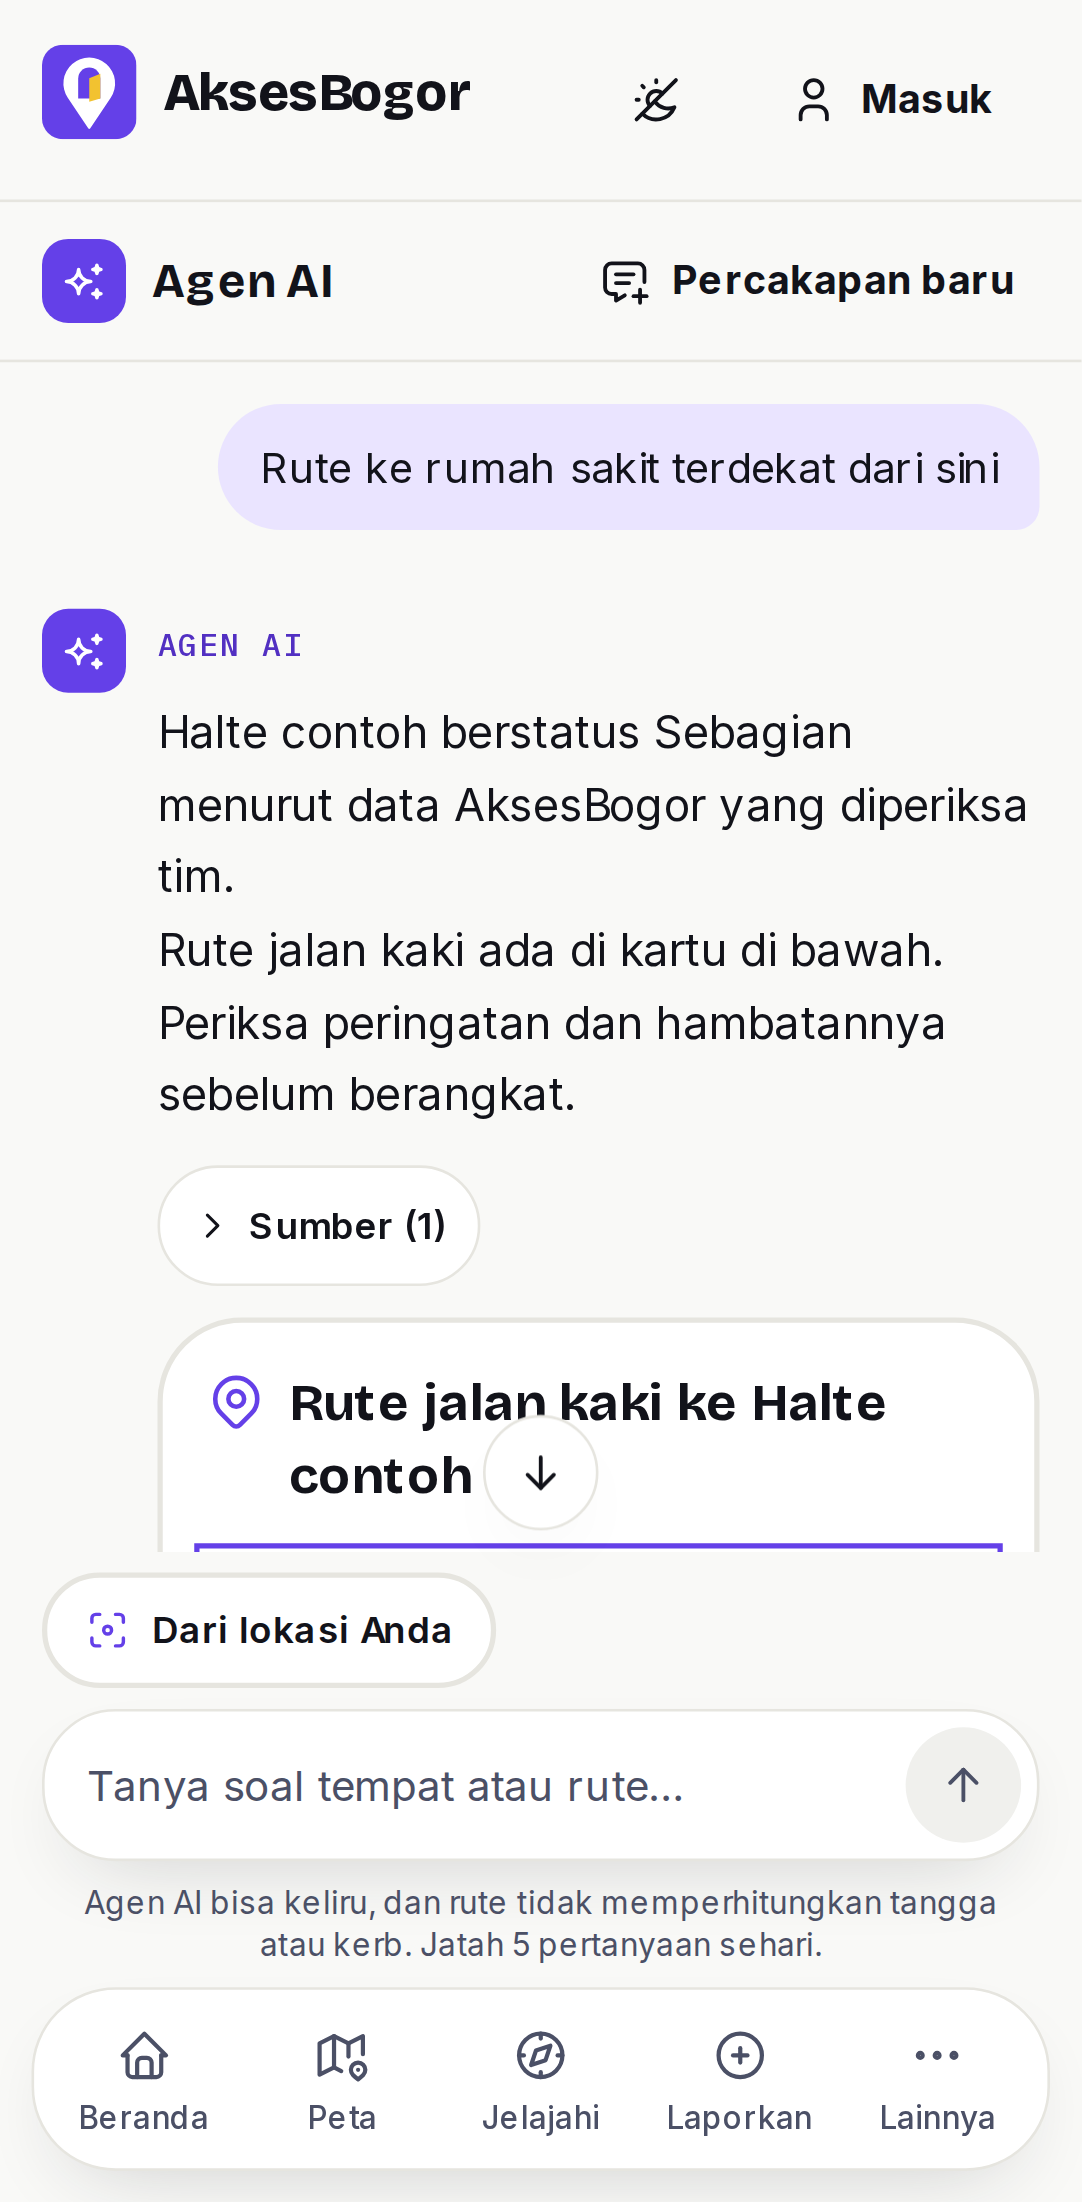 AksesBogor
Masuk
Agen AI
Percakapan baru
Rute ke rumah sakit terdekat dari sini
AGEN AI
Halte contoh berstatus Sebagian
menurut data AksesBogor yang diperiksa
tim.
Rute jalan kaki ada di kartu di bawah.
Periksa peringatan dan hambatannya
sebelum berangkat.
Sumber (1)
Rute jalan kaki ke Halte
contoh
Dari lokasi Anda
Tanya soal tempat atau rute...
Agen AI bisa keliru, dan rute tidak memperhitungkan tangga
atau kerb. Jatah 5 pertanyaan sehari.
Beranda
Peta
Jelajahi
Laporkan
Lainnya